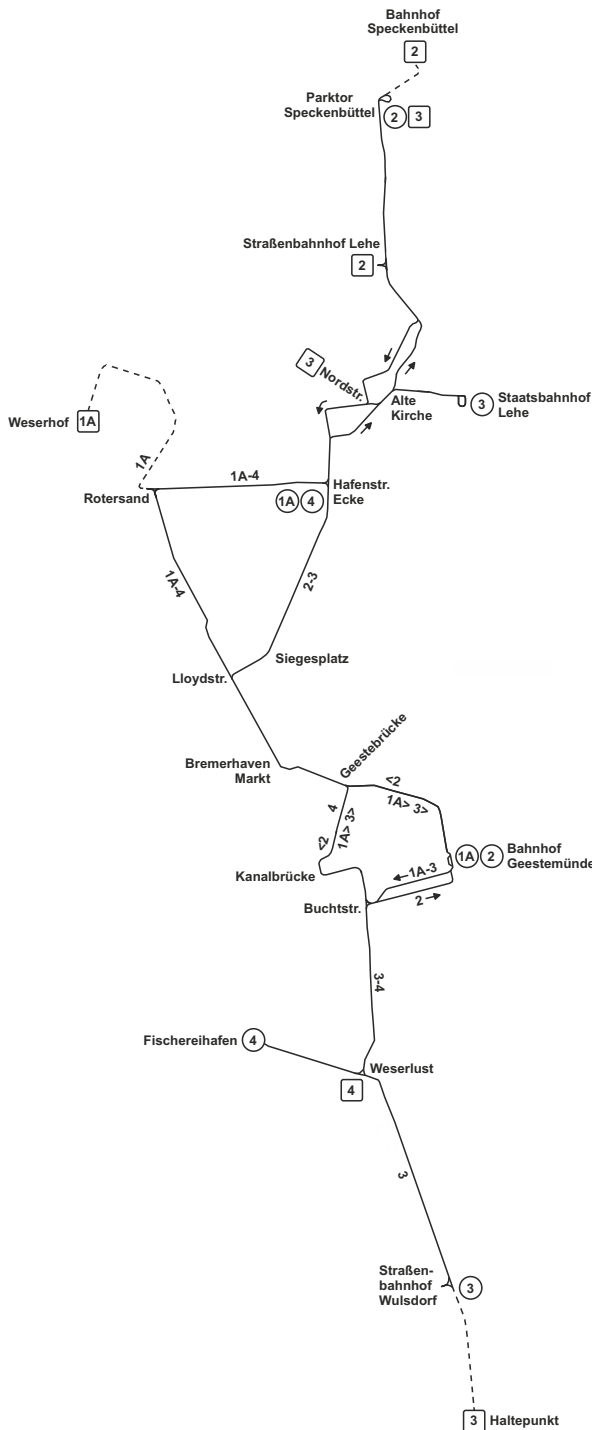 Bahnhof
Speckenbüttel
2
Parktor
Speckenbüttel
2 3
Straßenbahnhof Lehe
2
3
Nordstr.
Alte
Kirche
3
Staatsbahnhof
Lehe
Weserhof
1A
1A
1A-4
Rotersand
Hafenstr.
Ecke
1A 4
1A-4
2-3
Siegesplatz
Lloydstr.
Geestebrücke
Bremerhaven
Markt
<2
1A> 3>
4
<2
1A> 3>
1A 2
Bahnhof
Geestemünde
Kanalbrücke
1A-3
2
Buchtstr.
3-4
Fischereihafen
4
Weserlust
4
3
Straßen-
bahnhof
Wulsdorf
3
3
Haltepunkt